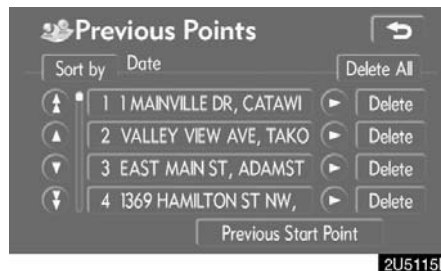 Previous Points
Sort by Date Delete All
1 1 MAINVILLE DR, CATAWI Delete
2 VALLEY VIEW AVE, TAKO Delete
3 EAST MAIN ST, ADAMST Delete
4 1369 HAMILTON ST NW, Delete
Previous Start Point
2U5115